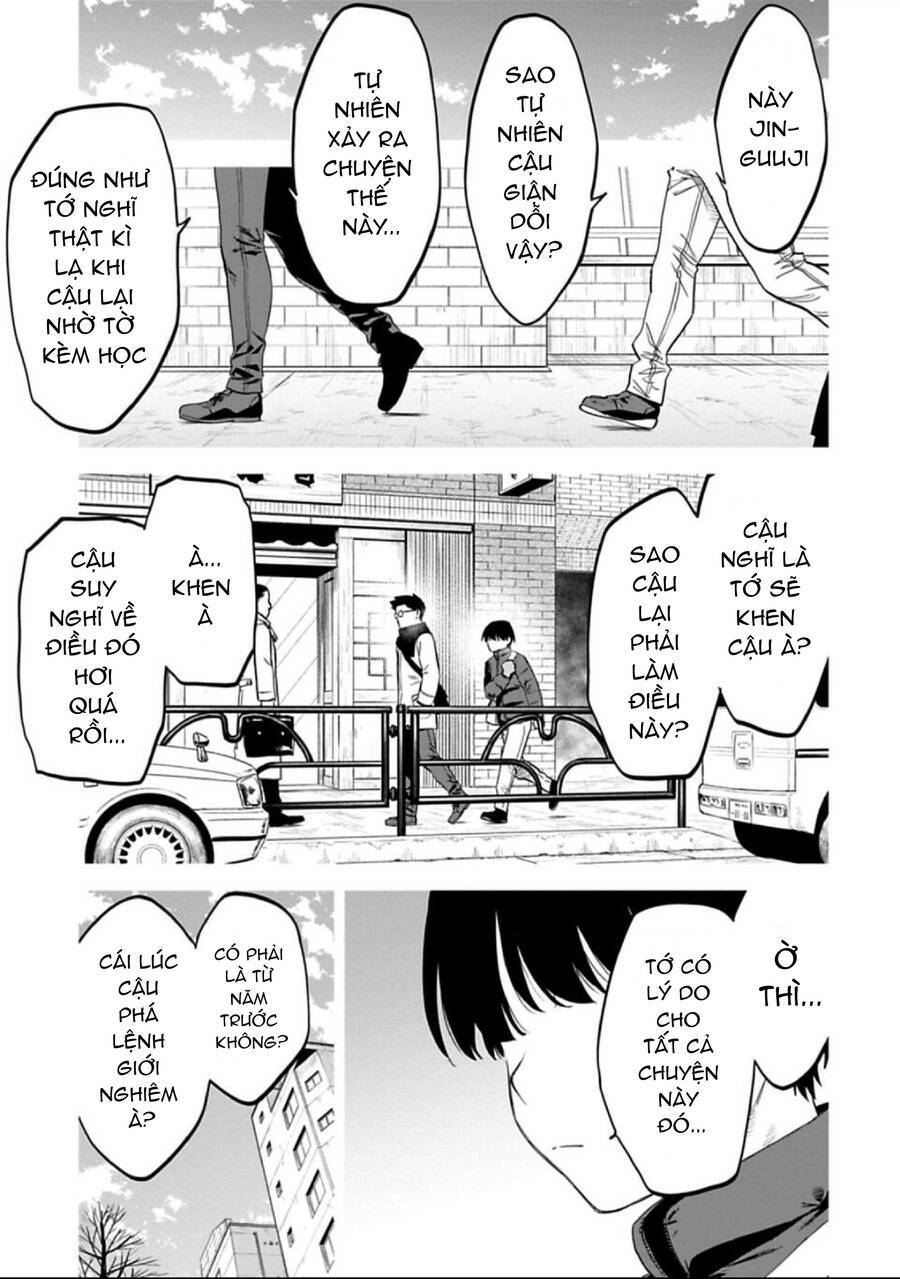 NÀY
JIN-
GUUJI
SAO
TỰ
NHIÊN
CẬU
GIẬN
DỖI
VẬY?
TỰ
NHIÊN
XẢY RA
CHUYỆN
THẾ
NÀY...
ĐÚNG NHƯ
TỚ NGHĨ
THẬT KÌ
LẠ KHI
CẬU LẠI
NHỜ TỜ
KÈM HỌC
CẬU
NGHĨ LÀ
TỚ SẼ
KHEN
CẬU À?
SAO
CẬU
LẠI
PHẢI
LÀM
ĐIỀU
NÀY?
À...
KHEN
À
CẬU
SUY
NGHĨ VỀ
ĐIỀU ĐÓ
HƠI
QUÁ
RỒI...
Ờ
THÌ...
TỚ CÓ
LÝ DO
CHO
TẤT CẢ
CHUYỆN
NÀY
ĐÓ...
CÓ PHẢI
LÀ TỪ
NĂM
TRƯỚC
KHÔNG?
CÁI LÚC
CẬU
PHÁ
LỆNH
GIỚI
NGHIÊM
À?